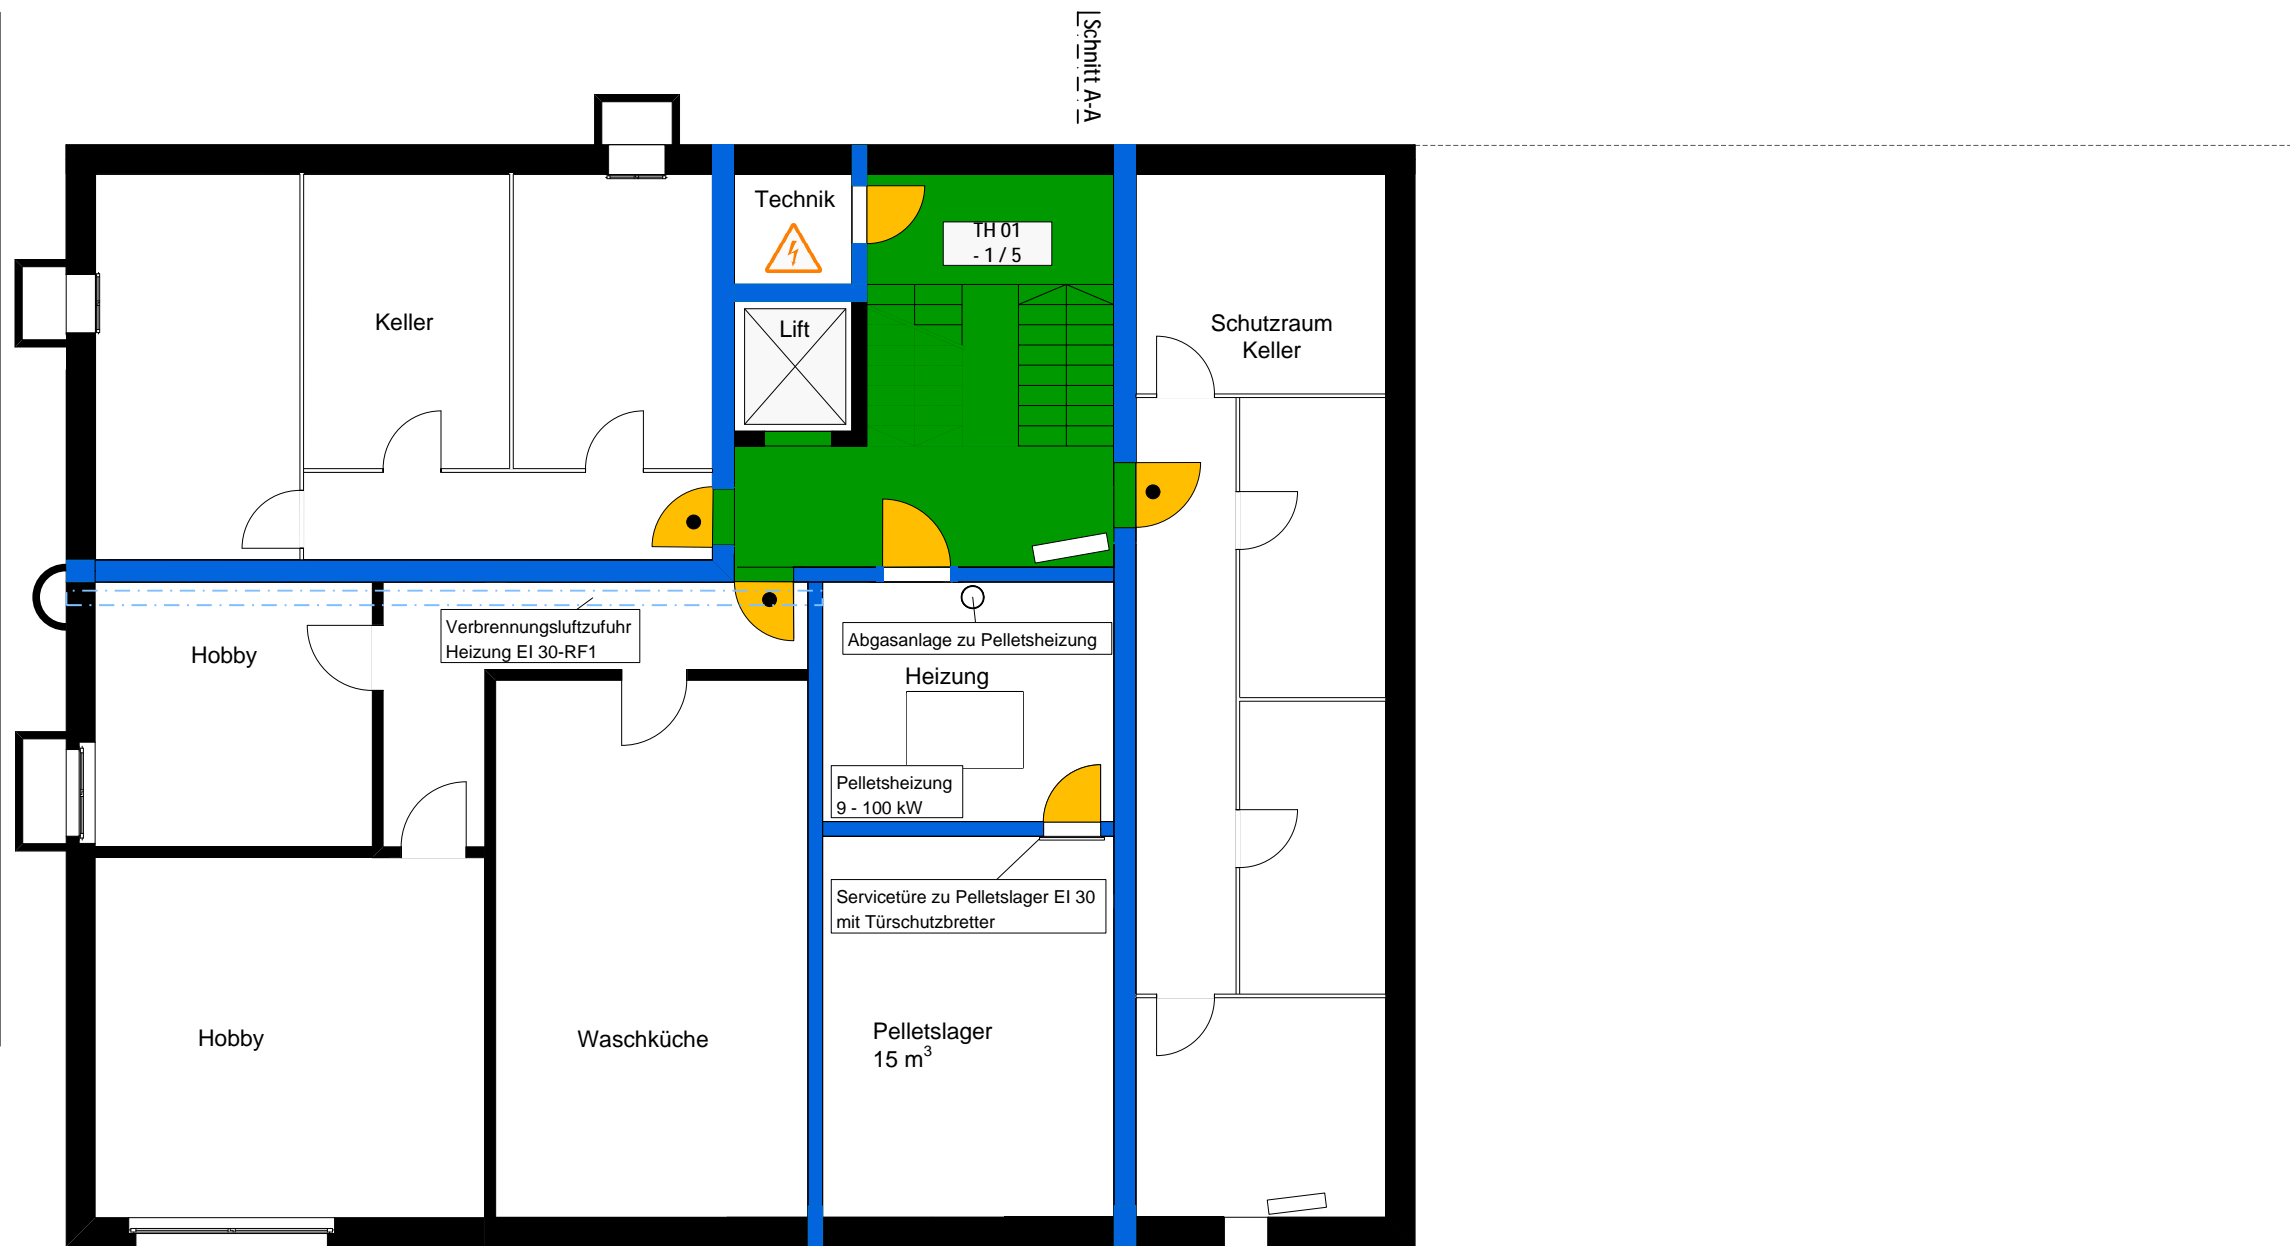 Schnitt A-A
Technik
TH 01
- 1 / 5
Keller
Lift
Schutzraum
Keller
Verbrennungsluftzufuhr
Heizung EI 30-RF1
Hobby
Abgasanlage zu Pelletsheizung
Heizung
Pelletsheizung
9 - 100 kW
Servicetüre zu Pelletslager EI 30
mit Türschutzbretter
Hobby
Waschküche
Pelletslager
15 m³